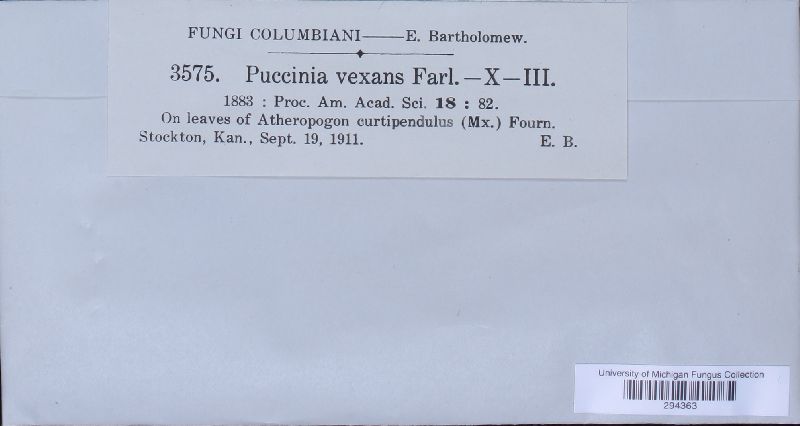 FUNGI COLUMBIANI——E. Bartholomew.
3575. Puccinia vexans Farl.—X—III.
1883 : Proc. Am. Acad. Sci. 18 : 82.
On leaves of Atheropogon curtipendulus (Mx.) Fourn.
Stockton, Kan., Sept. 19, 1911. E. B.
University of Michigan Fungus Collection
294363